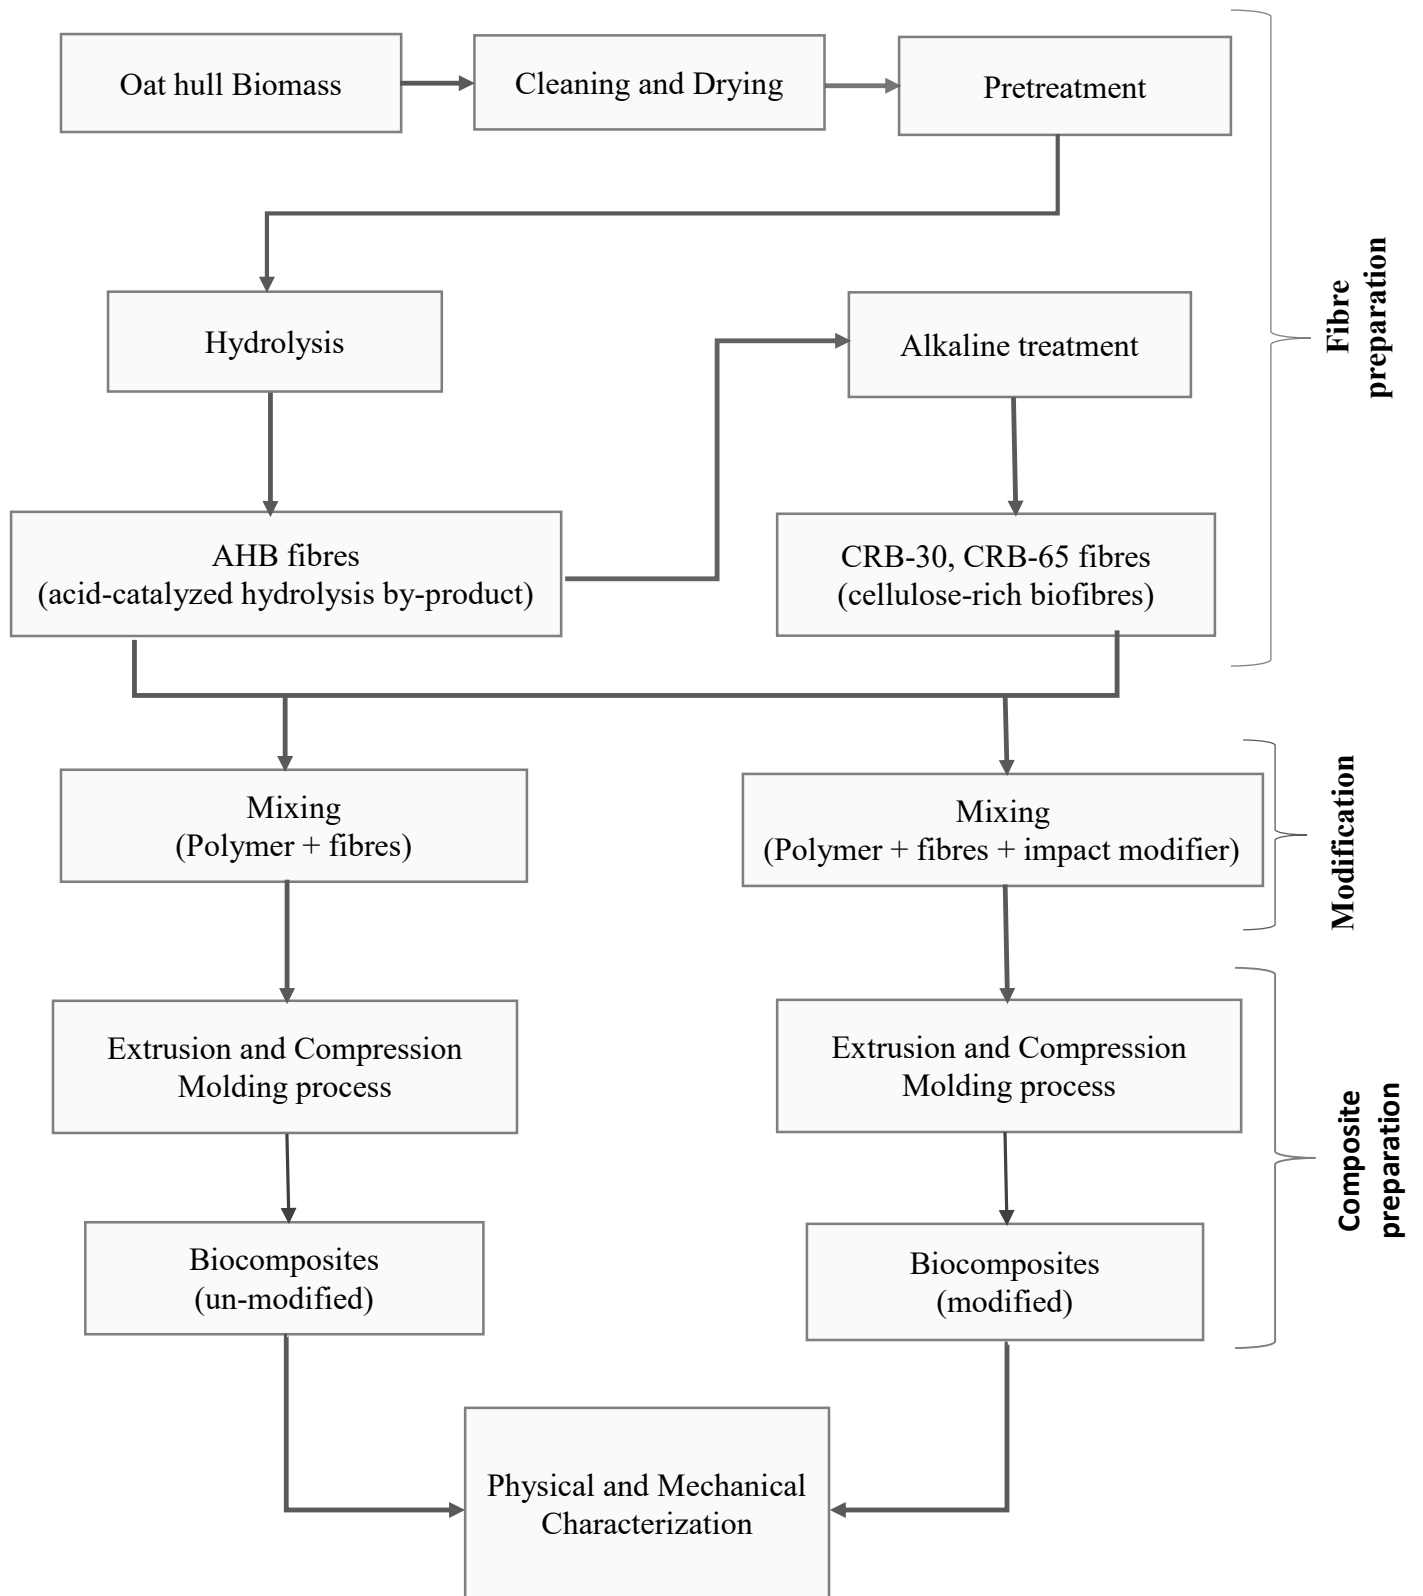 Oat hull Biomass
Cleaning and Drying
Pretreatment
Hydrolysis
Alkaline treatment
Fibre
preparation
AHB fibres
(acid-catalyzed hydrolysis by-product)
CRB-30, CRB-65 fibres
(cellulose-rich biofibres)
Mixing
(Polymer + fibres)
Mixing
(Polymer + fibres + impact modifier)
Modification
Extrusion and Compression
Molding process
Extrusion and Compression
Molding process
Composite
preparation
Biocomposites
(un-modified)
Biocomposites
(modified)
Physical and Mechanical
Characterization